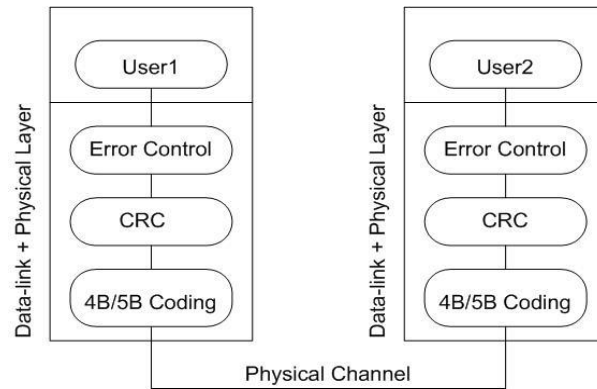 User1
Data-link + Physical Layer
Error Control
CRC
4B/5B Coding
User2
Data-link + Physical Layer
Error Control
CRC
4B/5B Coding
Physical Channel